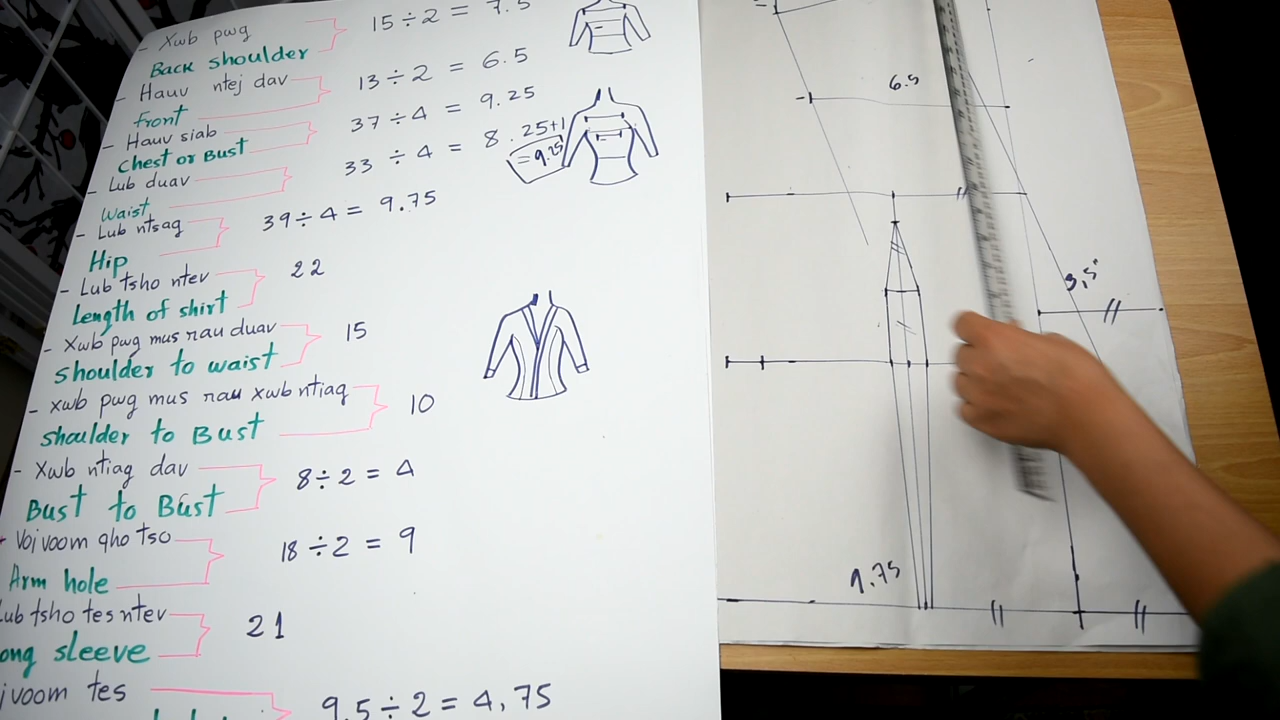 - Xwb pwg
15 ÷ 2 = 7.5
Back shoulder
- Hauv ntej dav
13 ÷ 2 = 6.5
front
- Hauv siab
37 ÷ 4 = 9.25
Chest or Bust
- Lub duav
33 ÷ 4 = 8.25+1
= 9.25
Waist
- Lub ntsag
39 ÷ 4 = 9.75
Hip
- Lub tsho ntev
22
Length of shirt
- Xwb pwg mus rau duav
15
shoulder to waist
- xwb pwg mus rau xwb ntiag
10
shoulder to Bust
- Xwb ntiag dav
8 ÷ 2 = 4
Bust to Bust
Voj voom qho tso
18 ÷ 2 = 9
Arm hole
Lub tsho tes ntev
21
ong sleeve
jvoom tes
9.5 ÷ 2 = 4,75
6.5
3,5"
9.75